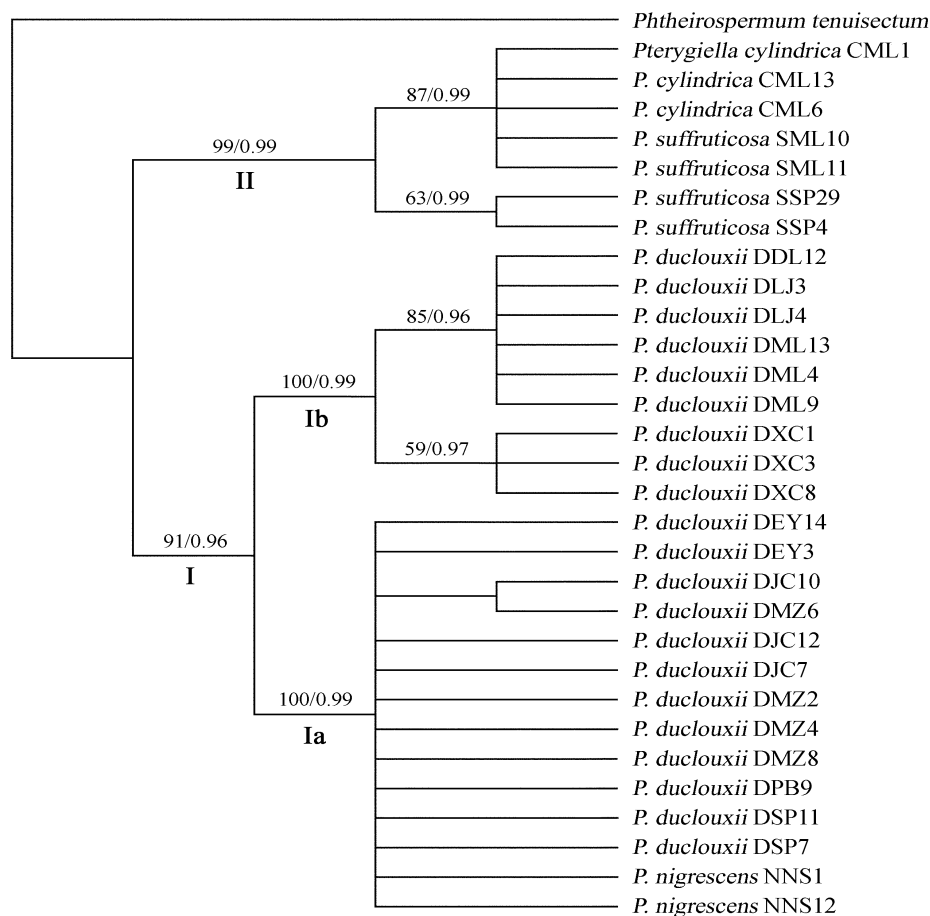 Phtheirospermum tenuisectum
Pterygiella cylindrica CML1
87/0.99
P. cylindrica CML13
P. cylindrica CML6
P. suffruticosa SML10
99/0.99
II
P. suffruticosa SML11
63/0.99
P. suffruticosa SSP29
P. suffruticosa SSP4
P. duclouxii DDL12
P. duclouxii DLJ3
85/0.96
P. duclouxii DLJ4
P. duclouxii DML13
P. duclouxii DML4
100/0.99
Ib
P. duclouxii DML9
P. duclouxii DXC1
59/0.97
P. duclouxii DXC3
P. duclouxii DXC8
P. duclouxii DEY14
91/0.96
I
P. duclouxii DEY3
P. duclouxii DJC10
P. duclouxii DMZ6
P. duclouxii DJC12
P. duclouxii DJC7
100/0.99
Ia
P. duclouxii DMZ2
P. duclouxii DMZ4
P. duclouxii DMZ8
P. duclouxii DPB9
P. duclouxii DSP11
P. duclouxii DSP7
P. nigrescens NNS1
P. nigrescens NNS12